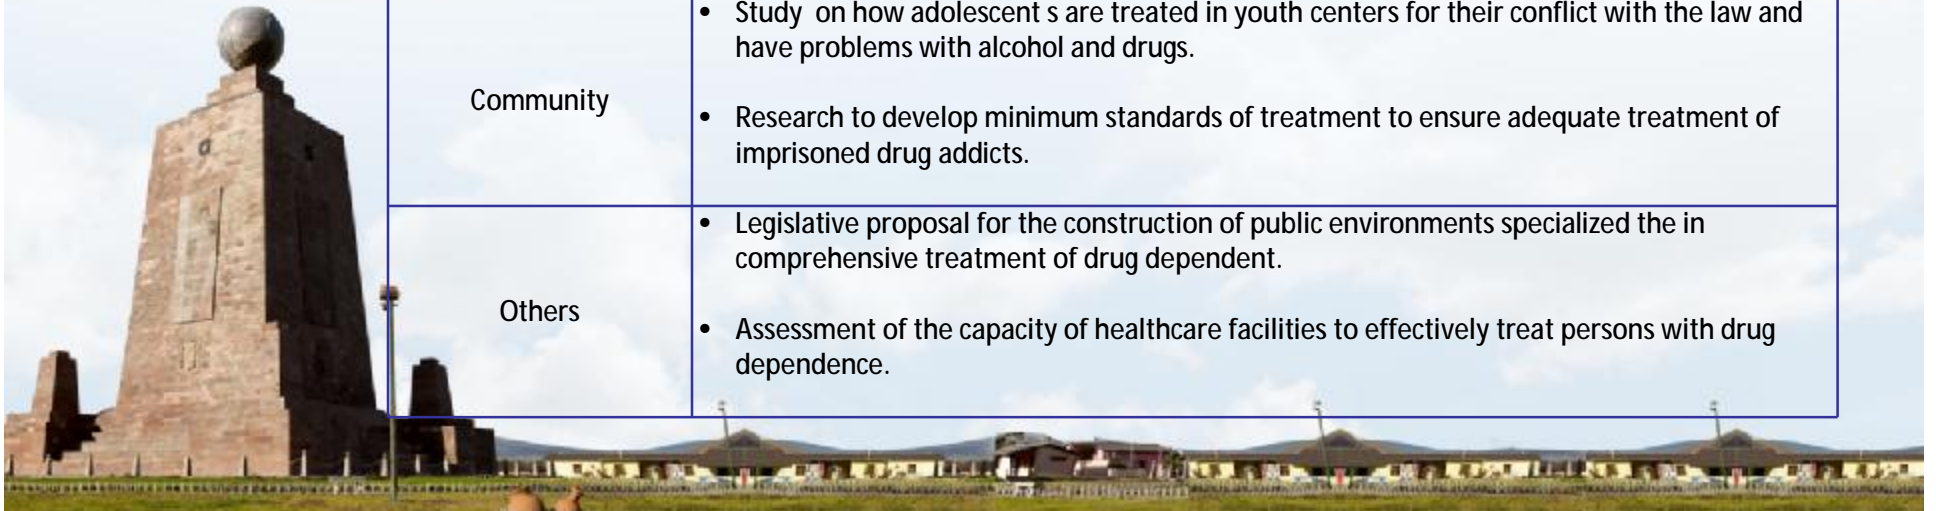 • Study on how adolescent s are treated in youth centers for their conflict with the law and
have problems with alcohol and drugs.
Community
• Research to develop minimum standards of treatment to ensure adequate treatment of
imprisoned drug addicts.
• Legislative proposal for the construction of public environments specialized the in
comprehensive treatment of drug dependent.
Others
• Assessment of the capacity of healthcare facilities to effectively treat persons with drug
dependence.